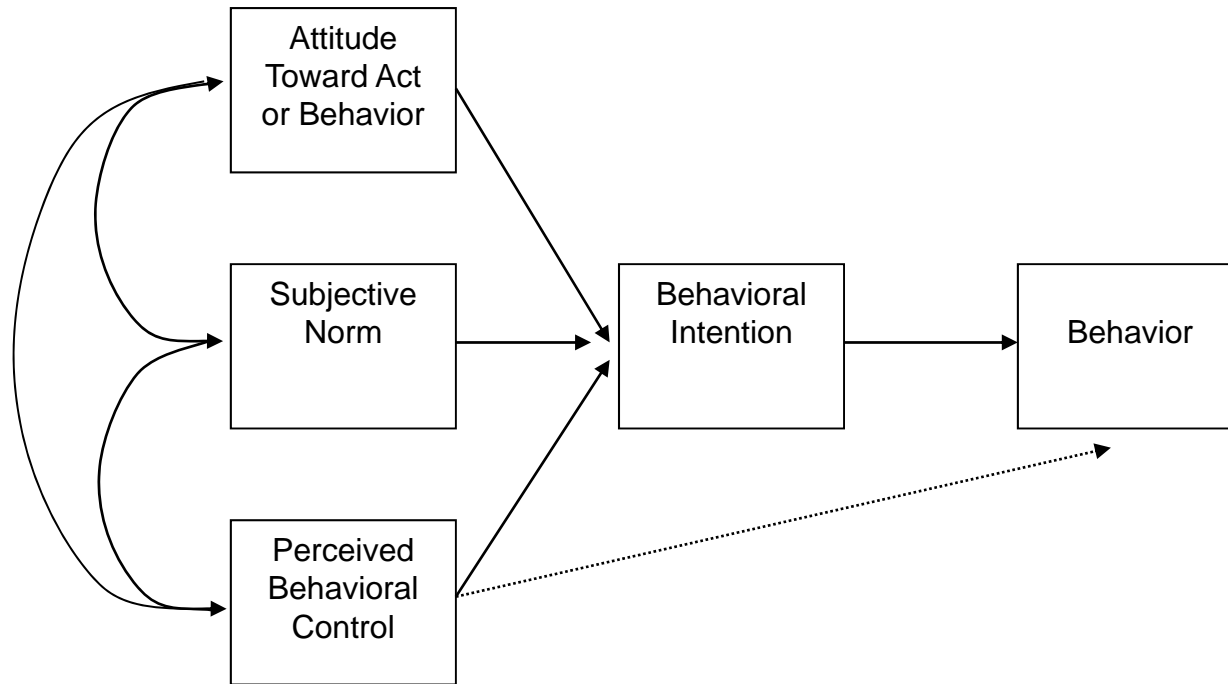 Attitude
Toward Act
or Behavior
Subjective
Norm
Behavioral
Intention
Behavior
Perceived
Behavioral
Control